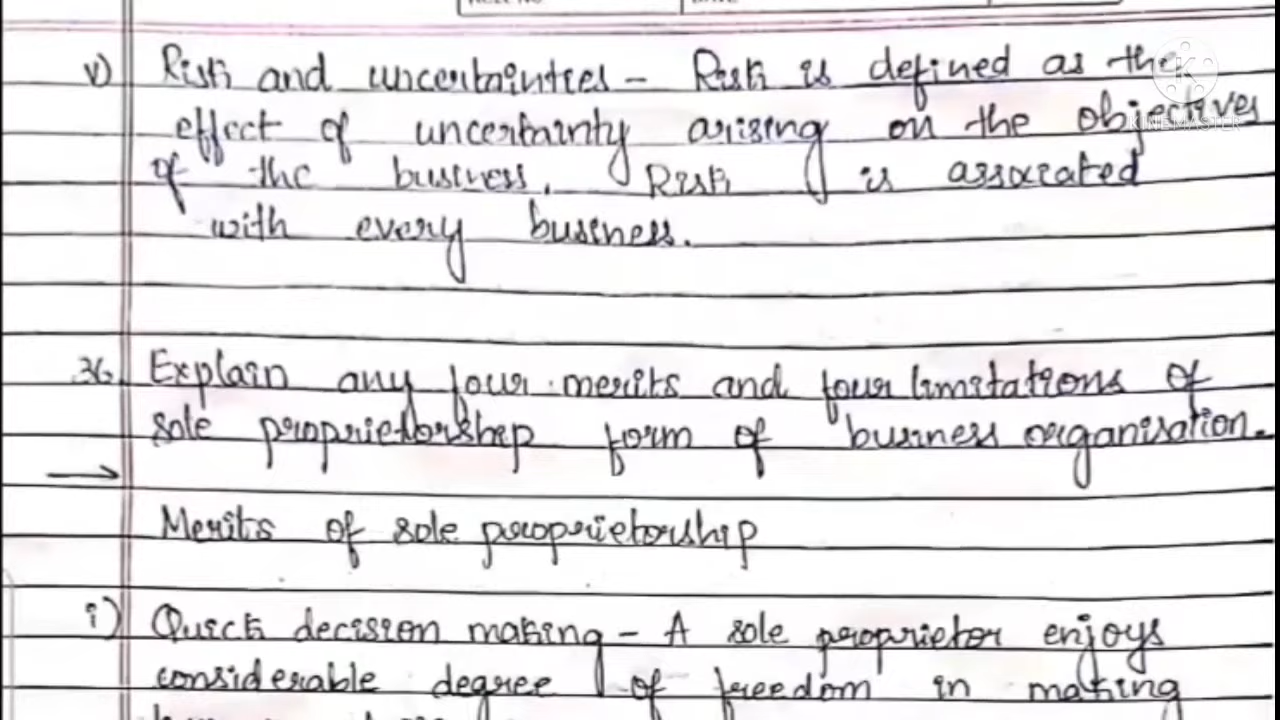 v) Risk and uncertainties - Risk is defined as the
effect of uncertainty arising on the objectives
of the business. Risk is associated
with every business.
36. Explain any four merits and four limitations of
sole proprietorship form of business organisation.
→
Merits of sole proprietorship
i) Quick decision making - A sole proprietor enjoys
considerable degree of freedom in making
KINEMASTER